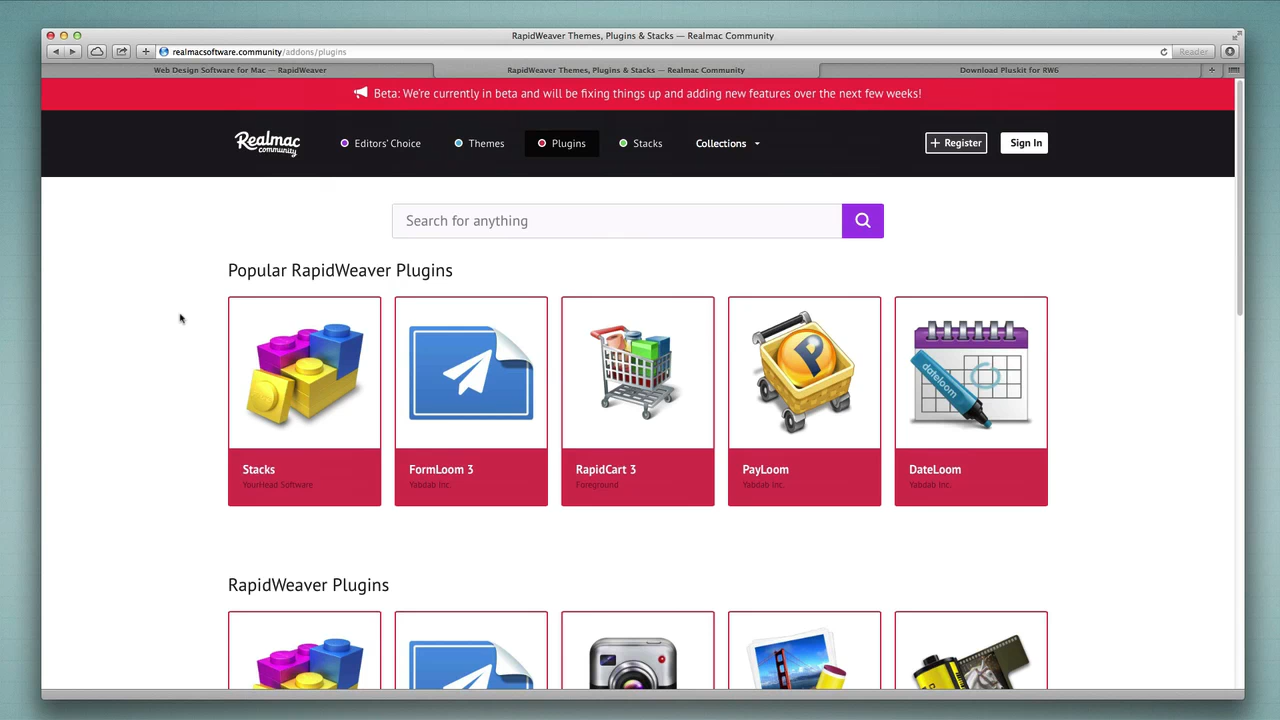 RapidWeaver Themes, Plugins & Stacks — Realmac Community
realmacsoftware.community/addons/plugins
Reader
Web Design Software for Mac — RapidWeaver
RapidWeaver Themes, Plugins & Stacks — Realmac Community
Download Pluskit for RW6
Beta: We're currently in beta and will be fixing things up and adding new features over the next few weeks!
Realmac community
Editors' Choice
Themes
Plugins
Stacks
Collections
+ Register
Sign In
Search for anything
Popular RapidWeaver Plugins
dateloom
Stacks
YourHead Software
FormLoom 3
Yabdab Inc.
RapidCart 3
Foreground
PayLoom
Yabdab Inc.
DateLoom
Yabdab Inc.
RapidWeaver Plugins